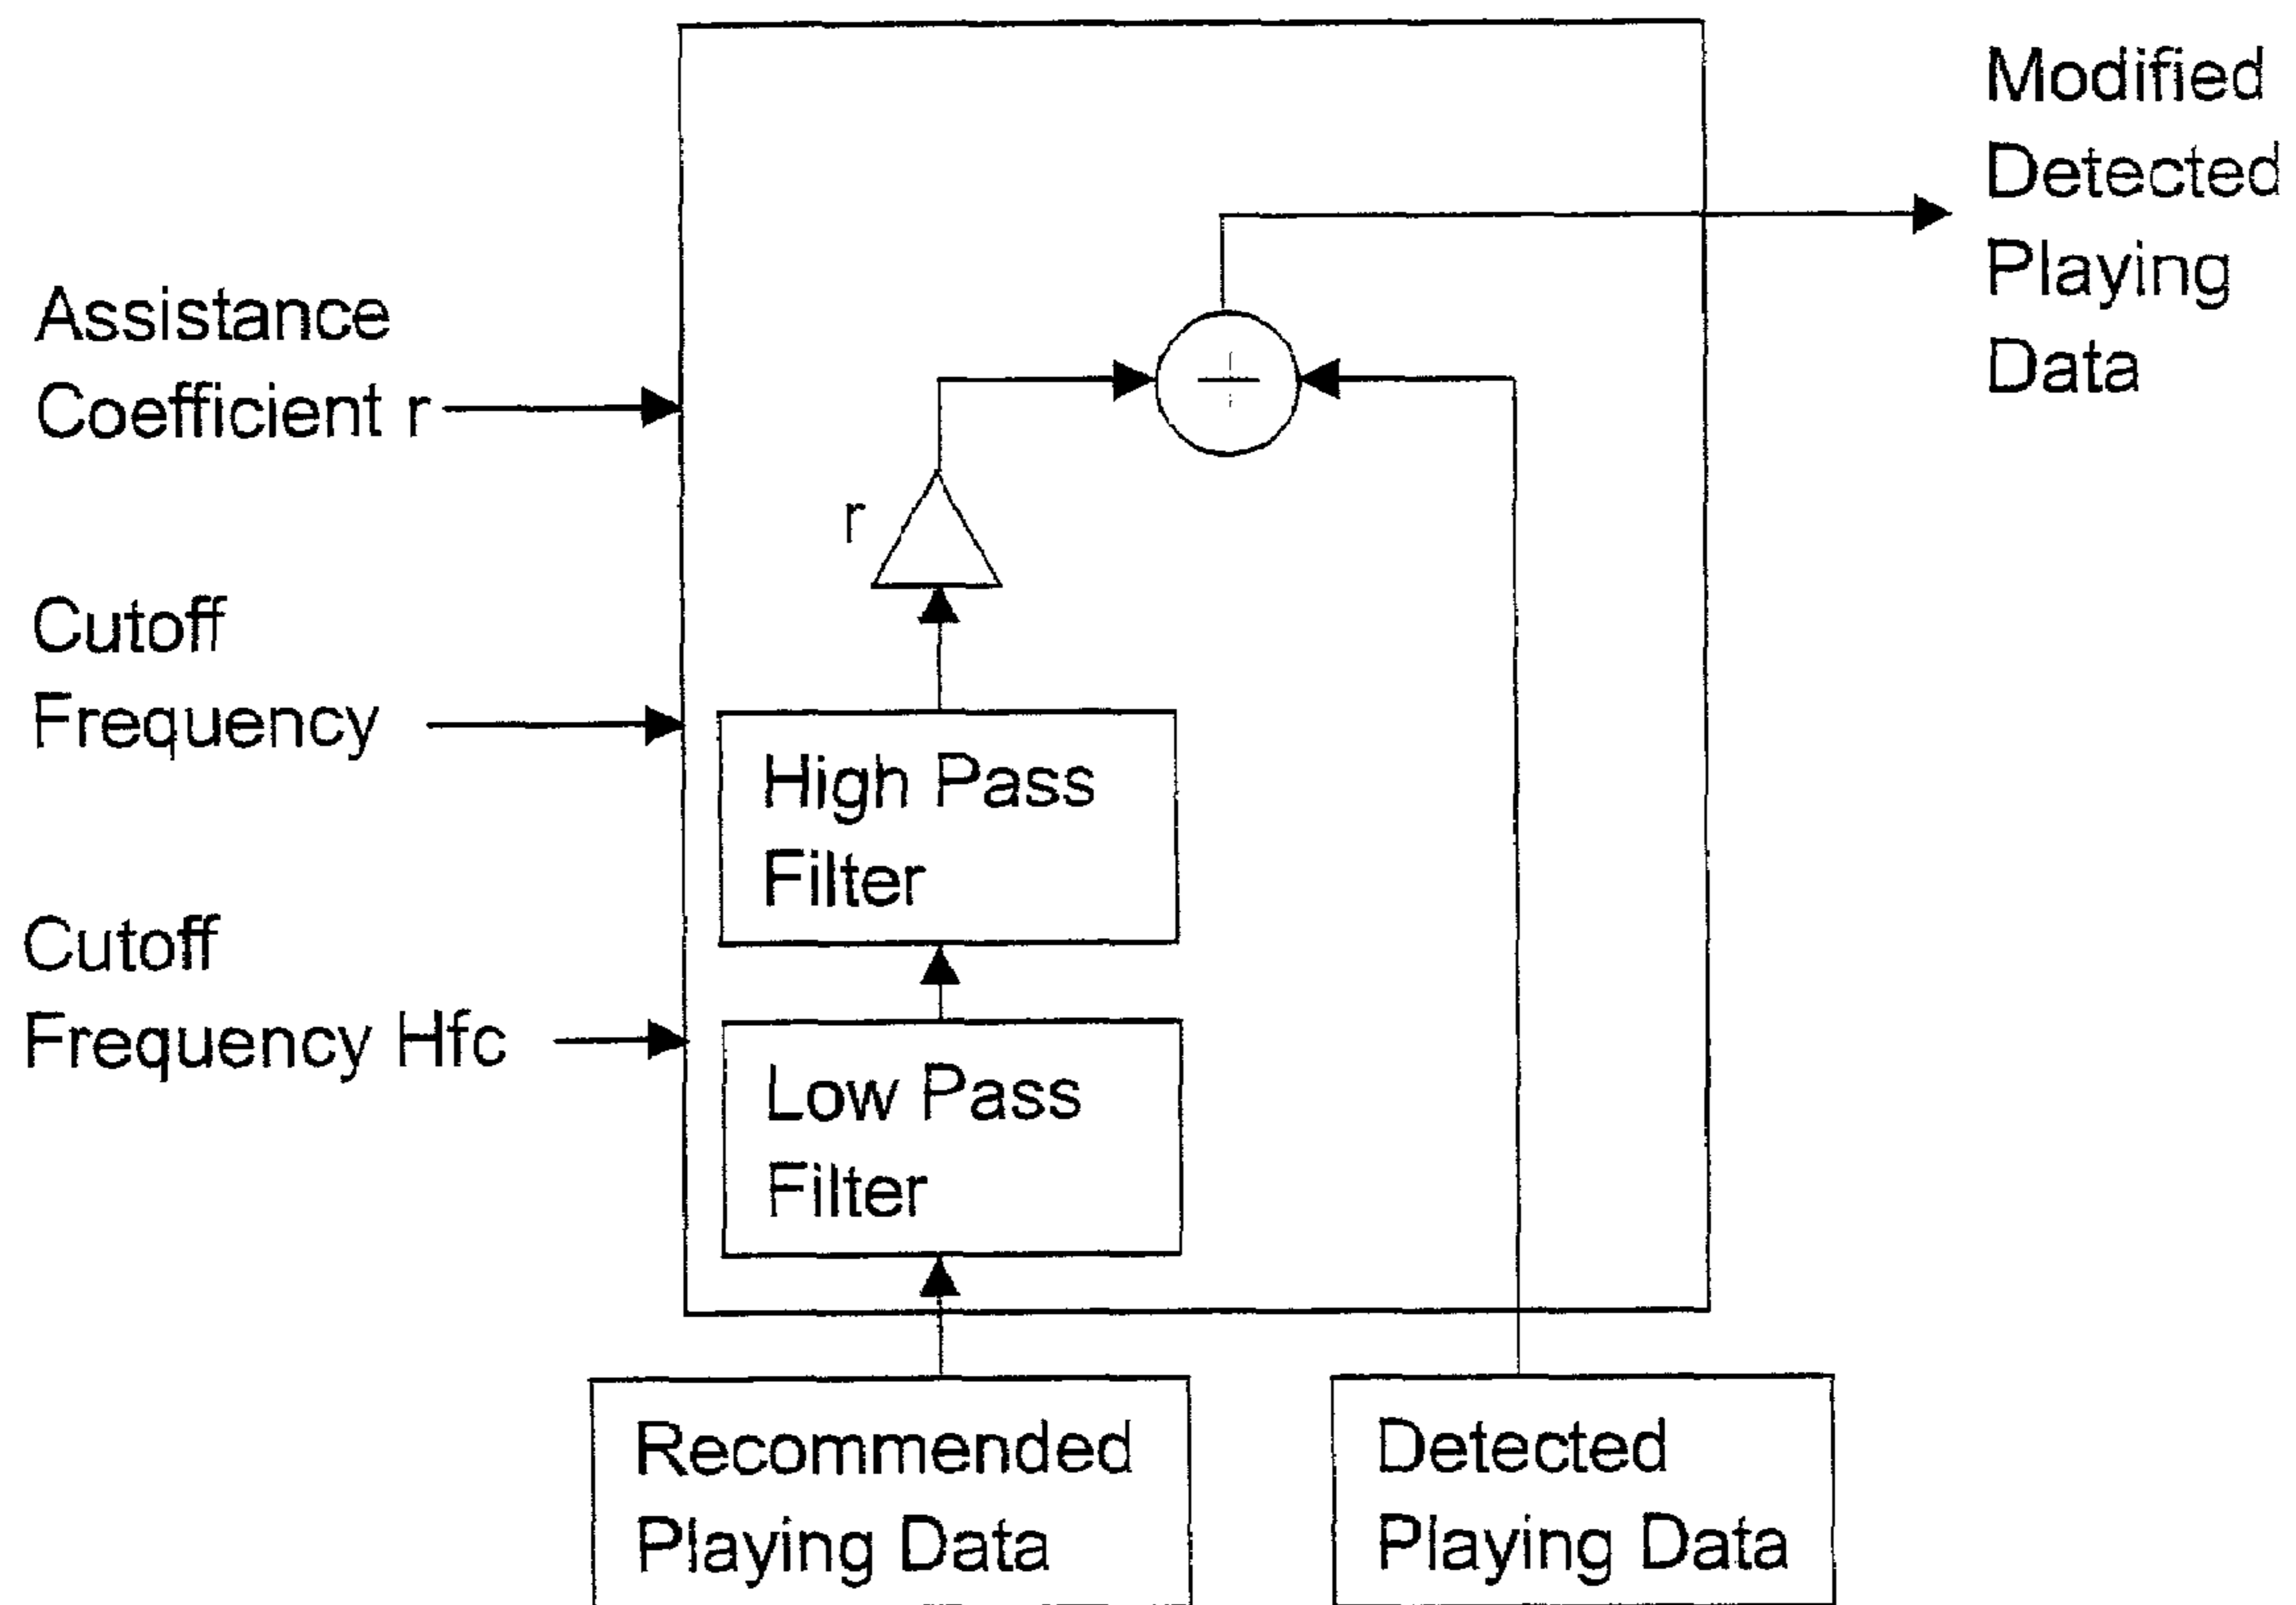 Modified
Detected
Playing
Data
Assistance
Coefficient r
r
Cutoff
Frequency
High Pass
Filter
Cutoff
Frequency Hfc
Low Pass
Filter
Recommended
Playing Data
Detected
Playing Data